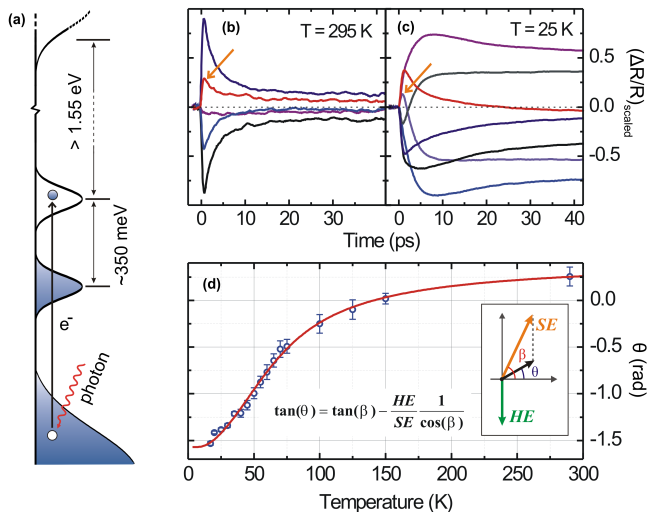 (a)
> 1.55 eV
~350 meV
e-
photon
(b)
T = 295 K
(c)
T = 25 K
0.5
0.0
-0.5
(ΔR/R)scaled
0 10 20 30
0 10 20 30 40
Time (ps)
(d)
0.0
-0.5
-1.0
-1.5
θ (rad)
tan(θ) = tan(β) − HE/SE 1/cos(β)
SE
β
θ
HE
0 50 100 150 200 250 300
Temperature (K)